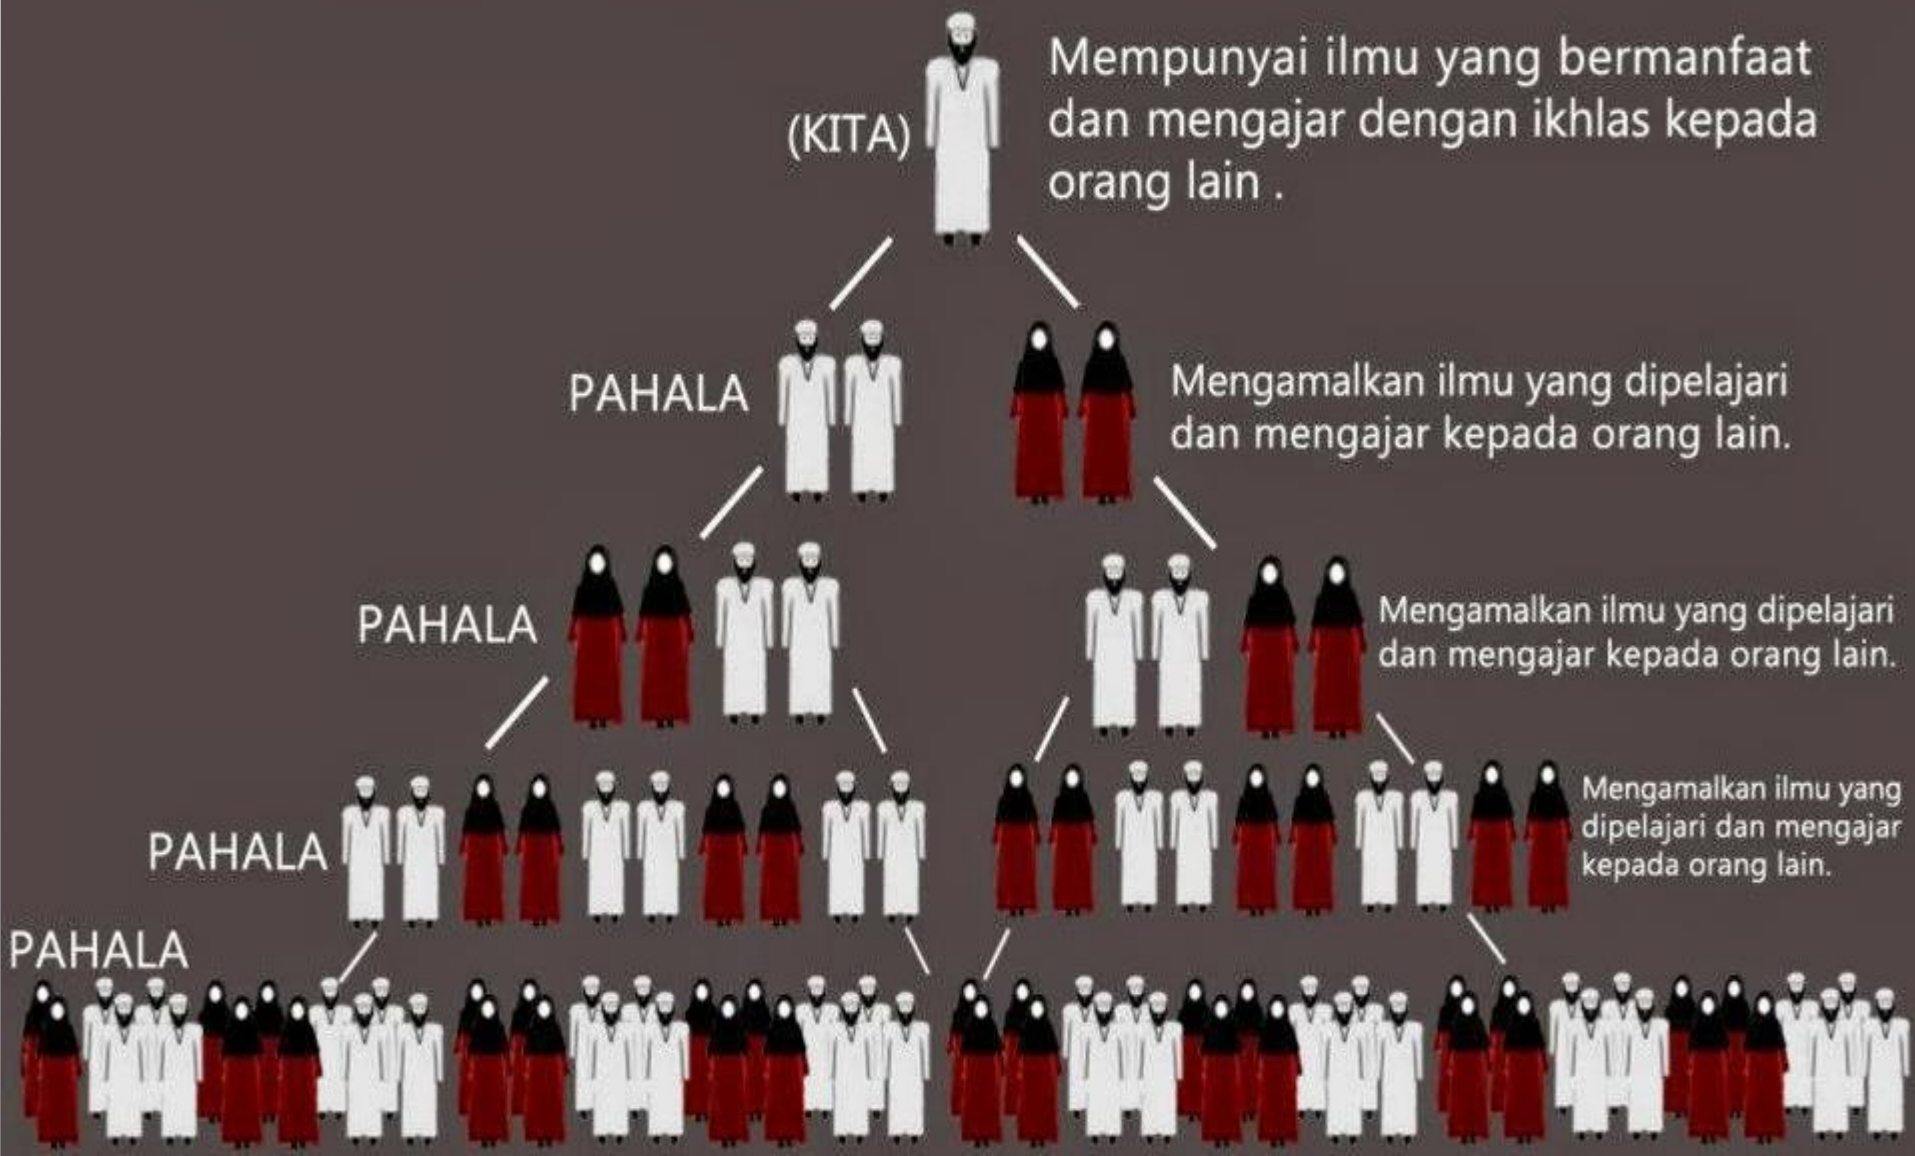 (KITA)
Mempunyai ilmu yang bermanfaat
dan mengajar dengan ikhlas kepada
orang lain .
PAHALA
Mengamalkan ilmu yang dipelajari
dan mengajar kepada orang lain.
PAHALA
Mengamalkan ilmu yang dipelajari
dan mengajar kepada orang lain.
PAHALA
Mengamalkan ilmu yang
dipelajari dan mengajar
kepada orang lain.
PAHALA